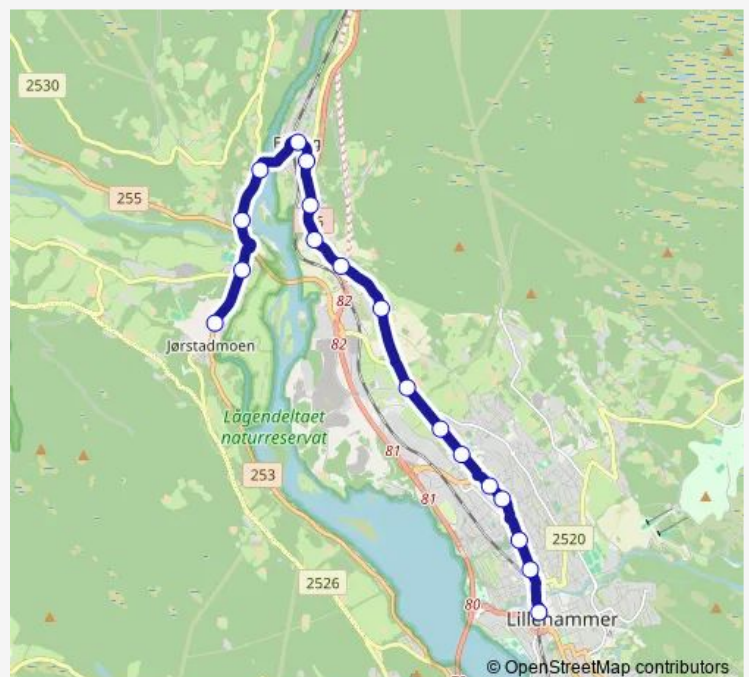 2530
255
82
82
Jørstadmoen
Lågendeltaet
naturreservat
81
253
81
2520
2526
80
Lillehammer
© OpenStreetMap contributors